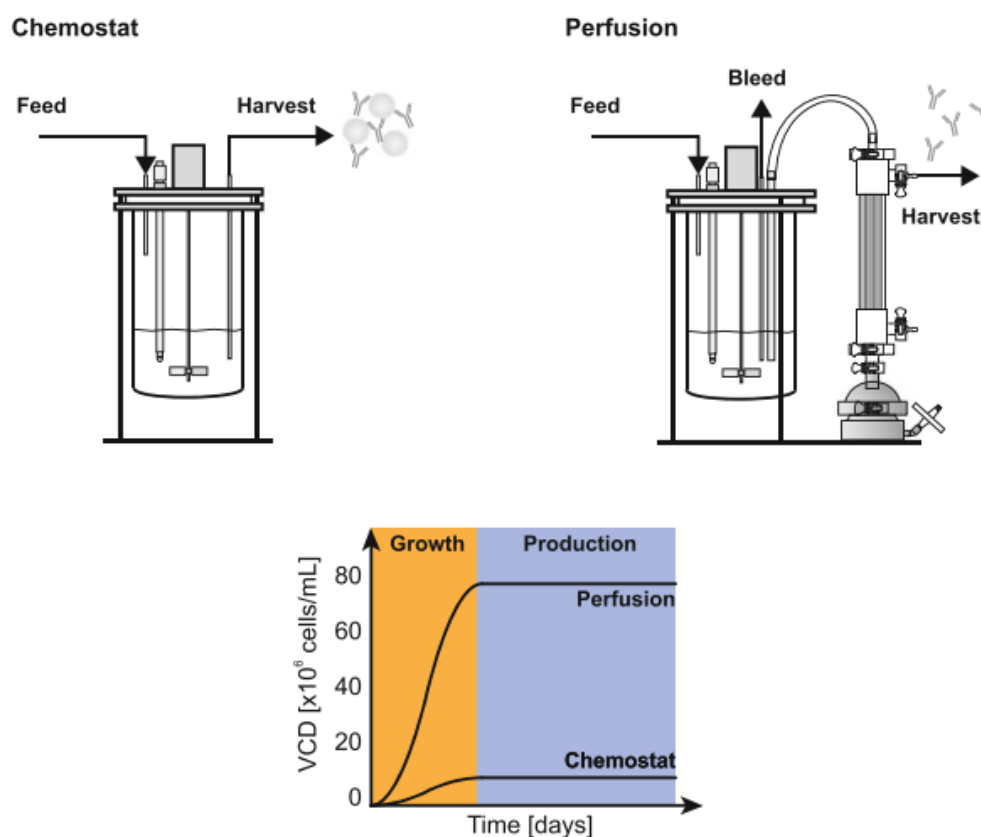 Chemostat
Perfusion
Feed
Harvest
Feed
Bleed
Harvest
VCD [x10⁶ cells/mL]
80
60
40
20
0
Growth
Production
Perfusion
Chemostat
Time [days]